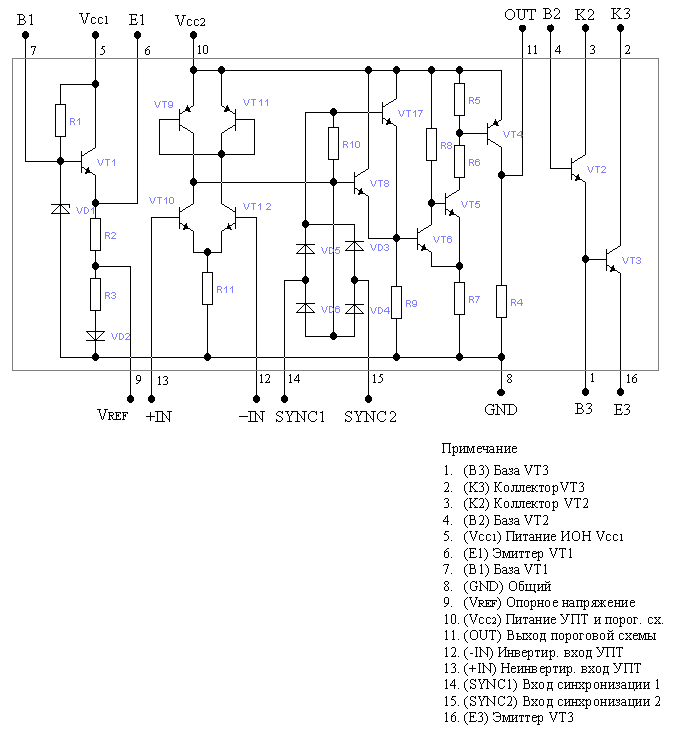 B1 Vcc1 E1 Vcc2 OUT B2 K2 K3
7 5 6 10 11 4 3 2
R1 VT9 VT11 VT17 R5
VT1 R10 R8 VT4
R6
VT2
VT8
VD1 VT10 VT12 VT5
R2 VD5 VD3 VT6
VT3
R3 R11 VD6 VD4 R9 R7 R4
VD2
9 13 12 14 15 8 1 16
VREF +IN −IN SYNC1 SYNC2 GND B3 E3
Примечание
1. (B3) База VT3
2. (K3) Коллектор VT3
3. (K2) Коллектор VT2
4. (B2) База VT2
5. (Vcc1) Питание ИОН Vcc1
6. (E1) Эмиттер VT1
7. (B1) База VT1
8. (GND) Общий
9. (VREF) Опорное напряжение
10. (Vcc2) Питание УПТ и порог. сх.
11. (OUT) Выход пороговой схемы
12. (-IN) Инвертир. вход УПТ
13. (+IN) Неинвертир. вход УПТ
14. (SYNC1) Вход синхронизации 1
15. (SYNC2) Вход синхронизации 2
16. (E3) Эмиттер VT3